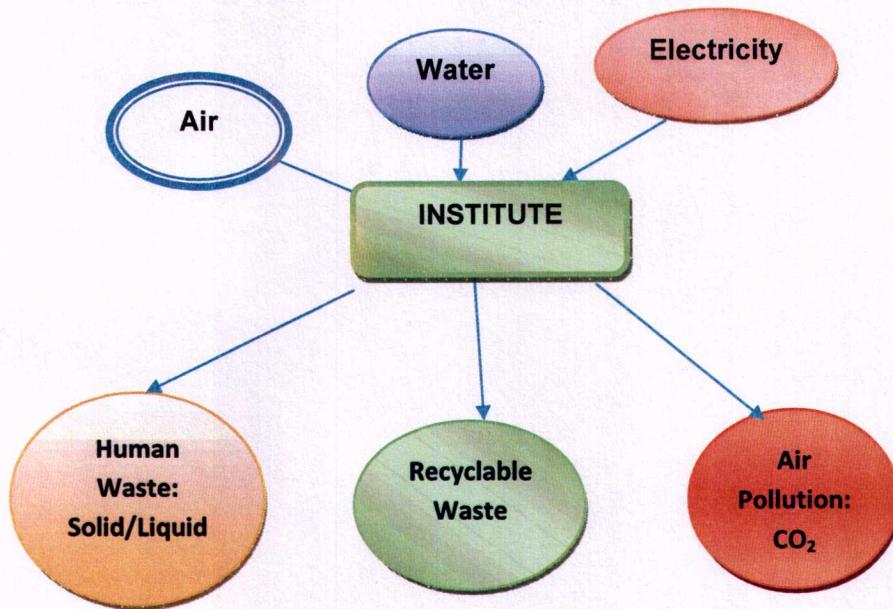 Air
Water
Electricity
INSTITUTE
Human
Waste:
Solid/Liquid
Recyclable
Waste
Air
Pollution:
CO₂